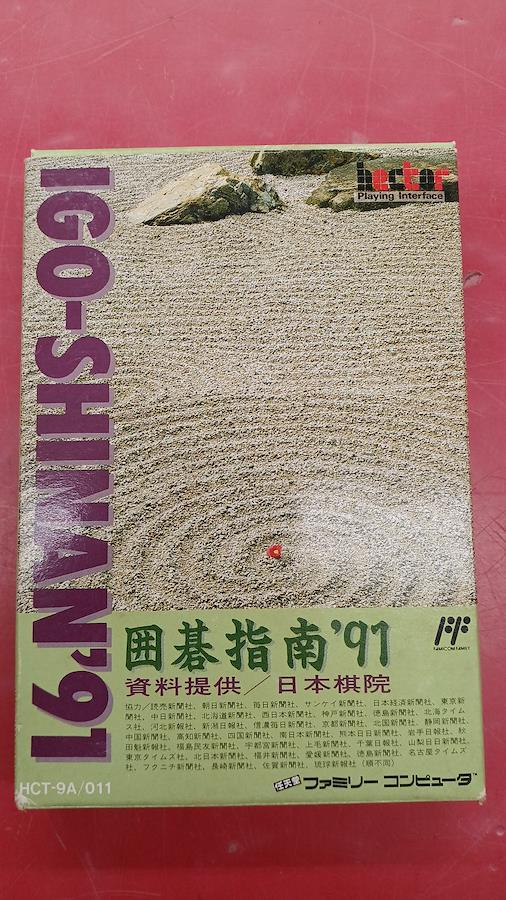 hector
Playing Interface
IGO-SHINAN'91
囲碁指南'91
FAMICOM FAMILY
資料提供/日本棋院
協力/読売新聞社、朝日新聞社、毎日新聞社、サンケイ新聞社、日本経済新聞社、東京新
聞社、中日新聞社、北海道新聞社、西日本新聞社、神戸新聞社、徳島新聞社、北海タイム
ス社、河北新報社、新潟日報社、信濃毎日新聞社、京都新聞社、北国新聞社、静岡新聞社、
中国新聞社、高知新聞社、四国新聞社、南日本新聞社、熊本日日新聞社、岩手日報社、秋
田魁新報社、福島民友新聞社、宇都宮新聞社、上毛新聞社、千葉日報社、山梨日日新聞社、
東京タイムズ社、北日本新聞社、福井新聞社、愛媛新聞社、徳島新聞社、名古屋タイムズ
社、フクニチ新聞社、長崎新聞社、佐賀新聞社、琉球新報社(順不同)
HCT-9A/011
任天堂 ファミリー コンピュータ™